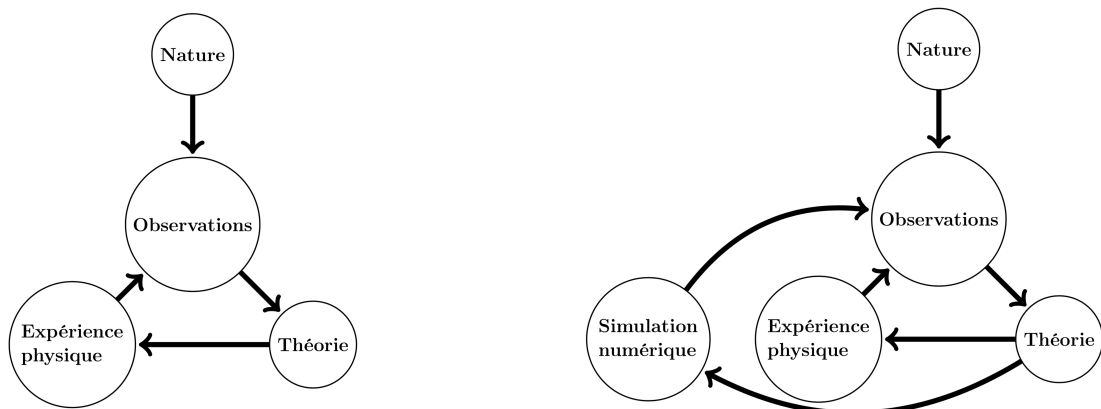 Nature
Observations
Expérience
physique
Théorie
Nature
Observations
Simulation
numérique
Expérience
physique
Théorie